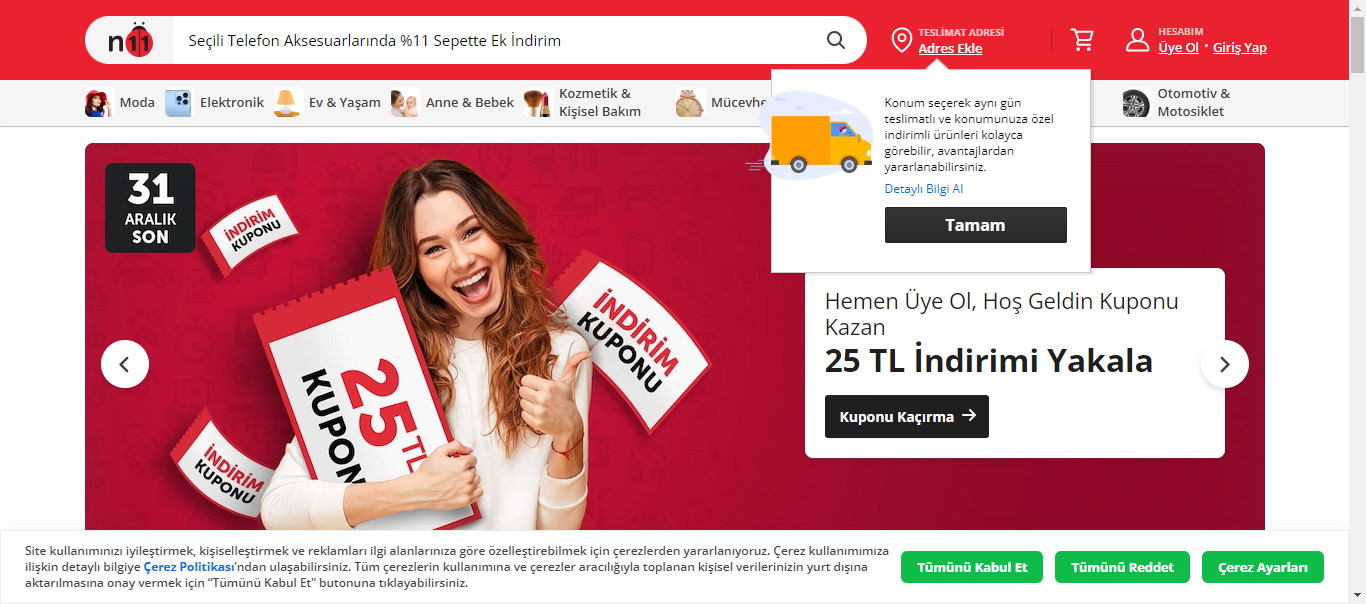 n11
Seçili Telefon Aksesuarlarında %11 Sepette Ek İndirim
TESLİMAT ADRESİ
Adres Ekle
HESABIM
Üye Ol · Giriş Yap
Moda
Elektronik
Ev & Yaşam
Anne & Bebek
Kozmetik &
Kişisel Bakım
Mücevhe
Otomotiv &
Motosiklet
Konum seçerek aynı gün
teslimatlı ve konumunuza özel
indirimli ürünleri kolayca
görebilir, avantajlardan
yararlanabilirsiniz.
Detaylı Bilgi Al
Tamam
31
ARALIK
SON
İNDİRİM
KUPONU
İNDİRİM
KUPONU
25 TL
KUPON
İNDİRİM
KUPONU
Hemen Üye Ol, Hoş Geldin Kuponu
Kazan
25 TL İndirimi Yakala
Kuponu Kaçırma →
Site kullanımınızı iyileştirmek, kişiselleştirmek ve reklamları ilgi alanlarınıza göre özelleştirebilmek için çerezlerden yararlanıyoruz. Çerez kullanımımıza
ilişkin detaylı bilgiye Çerez Politikası'ndan ulaşabilirsiniz. Tüm çerezlerin kullanımına ve çerezler aracılığıyla toplanan kişisel verilerinizin yurt dışına
aktarılmasına onay vermek için “Tümünü Kabul Et” butonuna tıklayabilirsiniz.
Tümünü Kabul Et
Tümünü Reddet
Çerez Ayarları